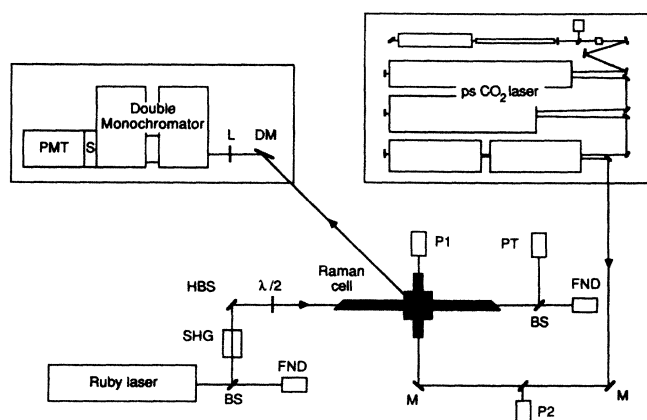 ps CO₂ laser
Double
Monochromator
L
DM
PMT
S
P1
PT
Raman
cell
FND
HBS
λ/2
BS
SHG
FND
Ruby laser
BS
M
M
P2